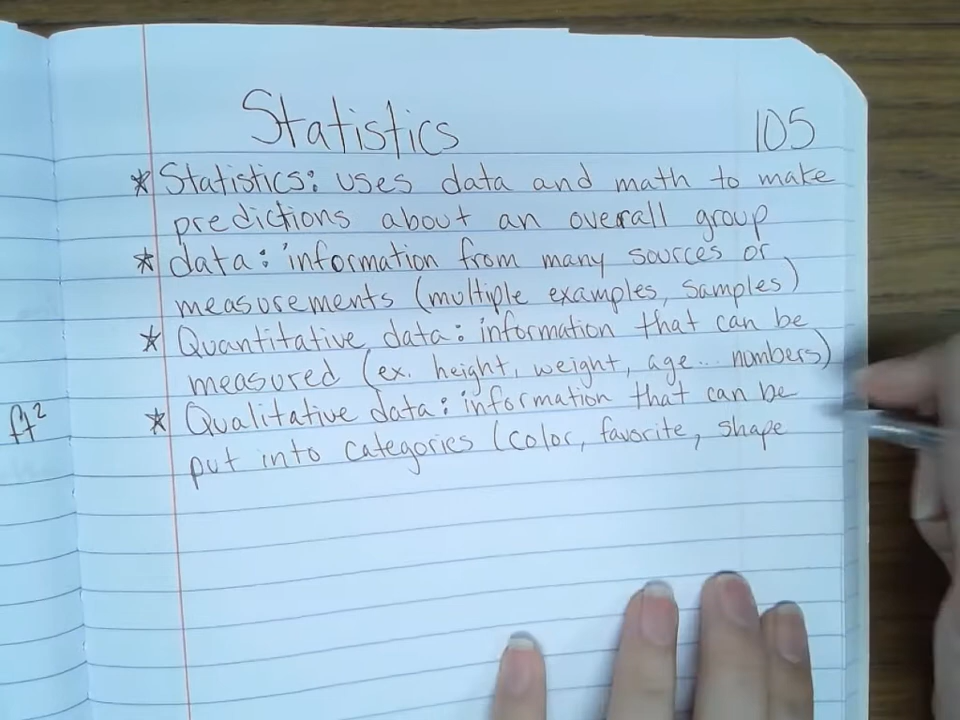 Statistics 105
* Statistics: uses data and math to make
predictions about an overall group
* data: information from many sources or
measurements (multiple examples, samples)
* Quantitative data: information that can be
measured (ex. height, weight, age... numbers)
* Qualitative data: information that can be
put into categories (color, favorite, shape
ft²